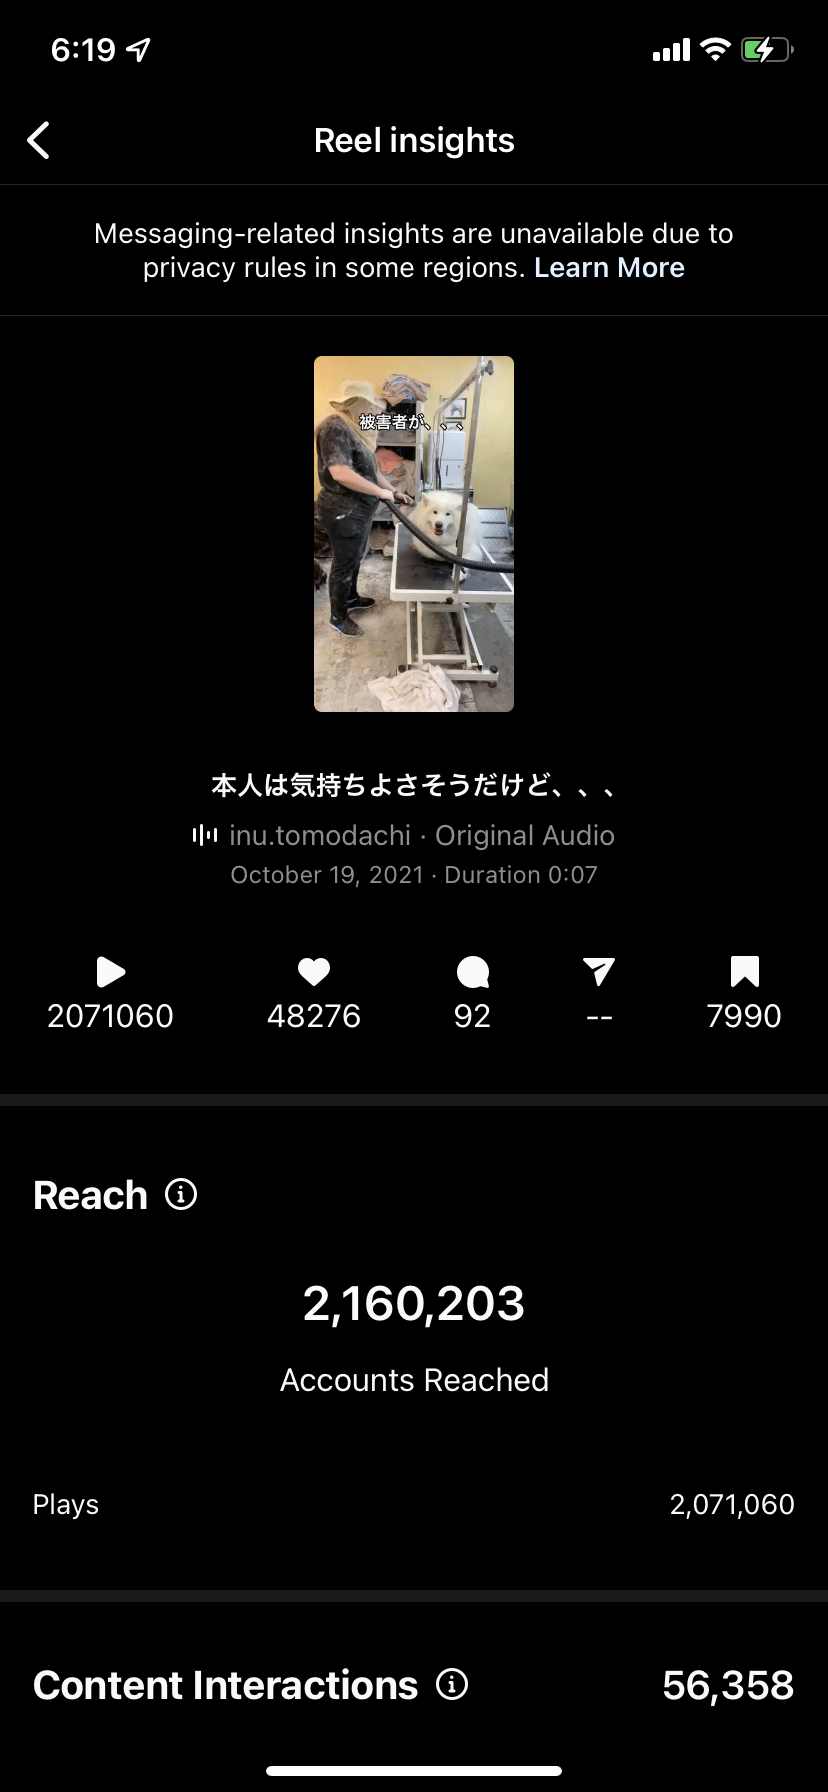 6:19
Reel insights
Messaging-related insights are unavailable due to
privacy rules in some regions. Learn More
被害者が、、、
本人は気持ちよさそうだけど、、、
inu.tomodachi · Original Audio
October 19, 2021 · Duration 0:07
2071060 48276 92 -- 7990
Reach
2,160,203
Accounts Reached
Plays 2,071,060
Content Interactions 56,358